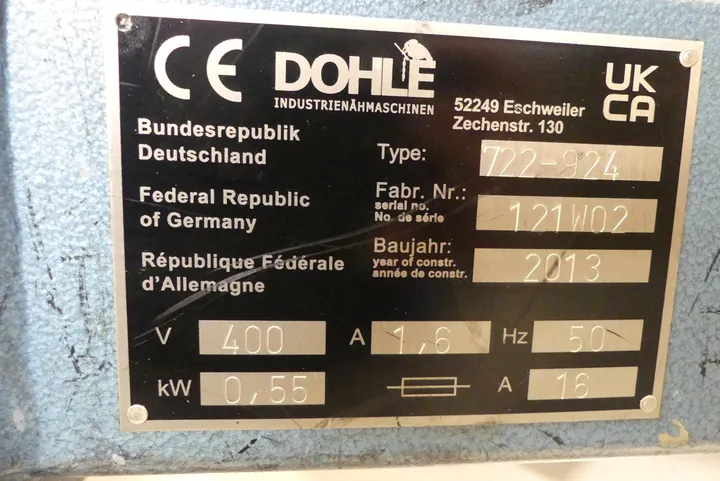 CE DOHLE UK
CA
INDUSTRIENÄHMASCHINEN
52249 Eschweiler
Zechenstr. 130
Bundesrepublik
Deutschland
Type: 722-924
Federal Republic
of Germany
Fabr. Nr.: 121W02
serial no.
No. de série
République Fédérale
d'Allemagne
Baujahr: 2013
year of constr.
année de constr.
V 400 A 1,6 Hz 50
kW 0,55 A 16